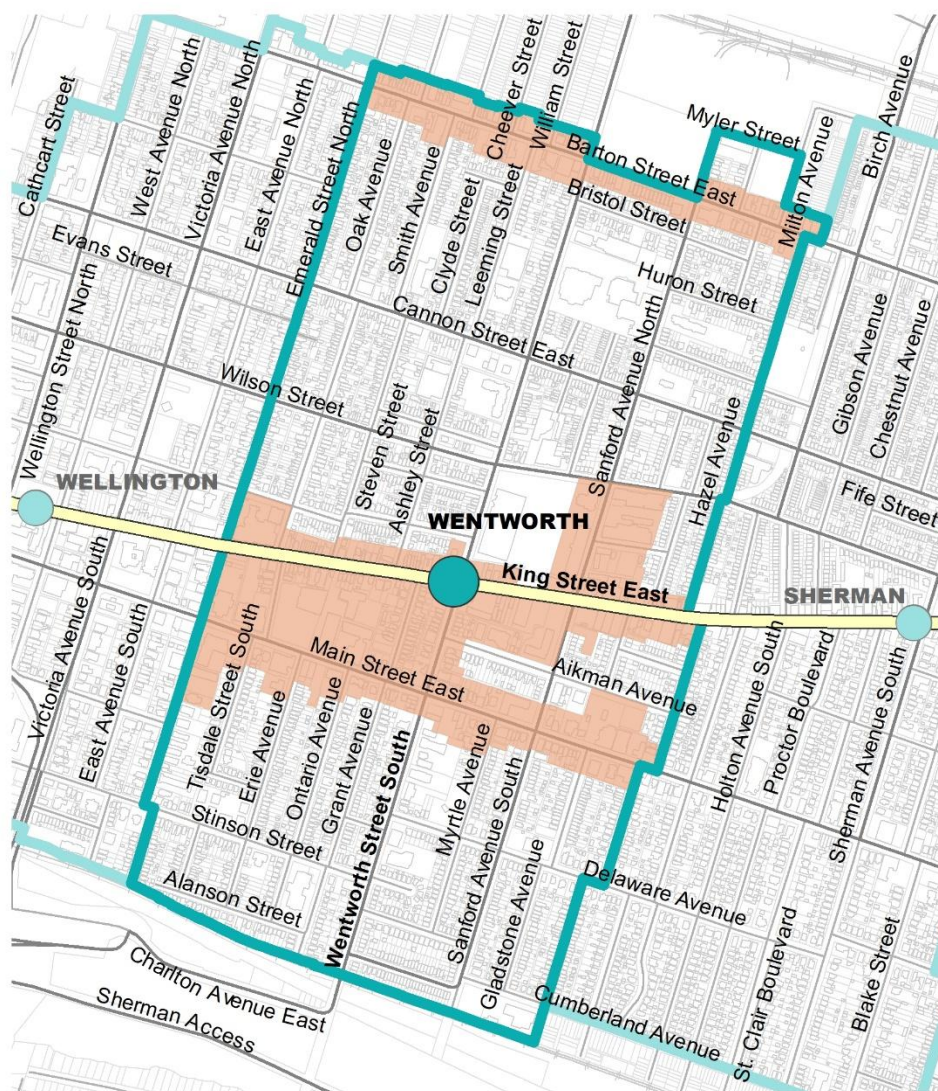 Cheever Street
William Street
Birch Avenue
Myler Street
Milton Avenue
Cathcart Street
West Avenue North
Victoria Avenue North
East Avenue North
Emerald Street North
Oak Avenue
Smith Avenue
Clyde Street
Leeming Street
Barton Street East
Bristol Street
Evans Street
Huron Street
Wellington Street North
Cannon Street East
Sanford Avenue North
Gibson Avenue
Chestnut Avenue
Wilson Street
Steven Street
Ashley Street
Hazel Avenue
Fife Street
WELLINGTON
WENTWORTH
King Street East
SHERMAN
Victoria Avenue South
East Avenue South
Tisdale Street South
Main Street East
Aikman Avenue
Erie Avenue
Ontario Avenue
Grant Avenue
Holton Avenue South
Proctor Boulevard
Sherman Avenue South
Stinson Street
Wentworth Street South
Myrtle Avenue
Sanford Avenue South
Gladstone Avenue
Delaware Avenue
Alanson Street
Charlton Avenue East
Sherman Access
Cumberland Avenue
St. Clair Boulevard
Blake Street